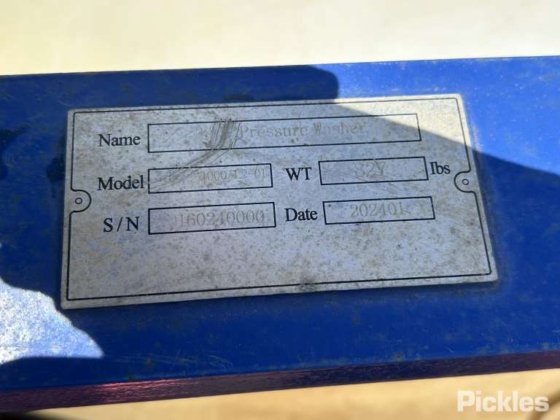 Name Pressure Washer
Model WT Lbs
S/N 160240000 Date 202401
Pickles